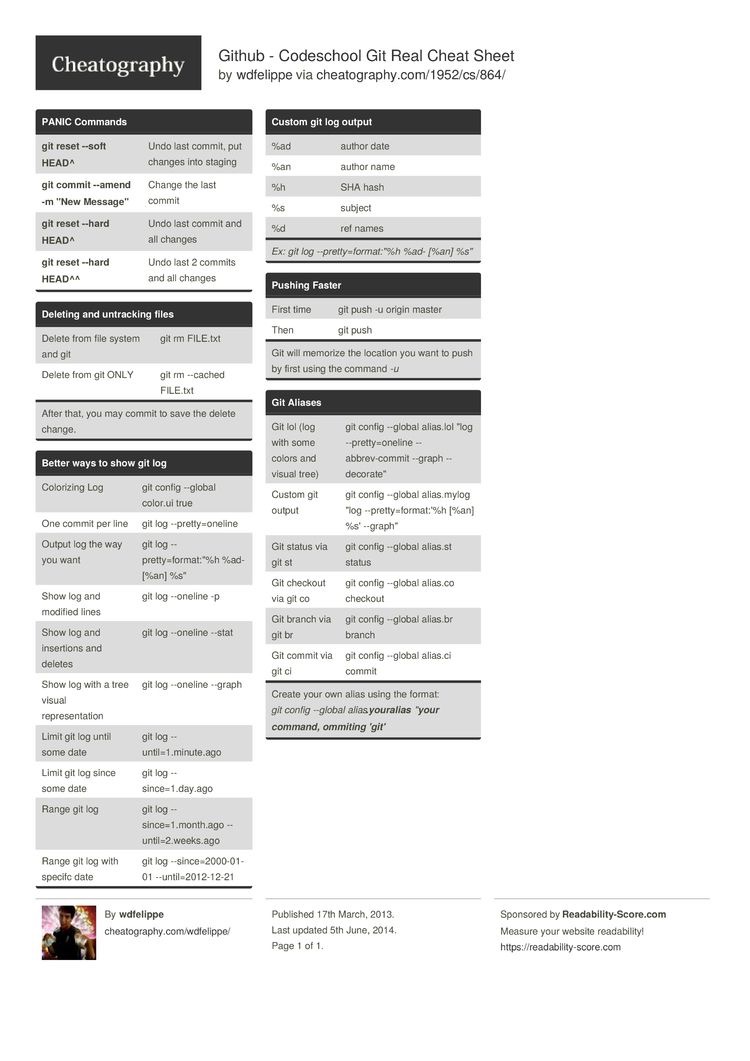 Cheatography
Github - Codeschool Git Real Cheat Sheet
by wdfelippe via cheatography.com/1952/cs/864/
PANIC Commands
git reset --soft HEAD^
Undo last commit, put
changes into staging
git commit --amend
-m "New Message"
Change the last
commit
git reset --hard
HEAD^
Undo last commit and
all changes
git reset --hard
HEAD^^
Undo last 2 commits
and all changes
Deleting and untracking files
Delete from file system
and git
git rm FILE.txt
Delete from git ONLY
git rm --cached
FILE.txt
After that, you may commit to save the delete
change.
Better ways to show git log
Colorizing Log
git config --global
color.ui true
One commit per line
git log --pretty=oneline
Output log the way
you want
git log --
pretty=format:"%h %ad-
[%an] %s"
Show log and
modified lines
git log --oneline -p
Show log and
insertions and
deletes
git log --oneline --stat
Show log with a tree
visual
representation
git log --oneline --graph
Limit git log until
some date
git log --
until=1.minute.ago
Limit git log since
some date
git log --
since=1.day.ago
Range git log
git log --
since=1.month.ago --
until=2.weeks.ago
Range git log with
specifc date
git log --since=2000-01-
01 --until=2012-12-21
Custom git log output
%ad author date
%an author name
%h SHA hash
%s subject
%d ref names
Ex: git log --pretty=format:"%h %ad- [%an] %s"
Pushing Faster
First time git push -u origin master
Then git push
Git will memorize the location you want to push
by first using the command -u
Git Aliases
Git lol (log
with some
colors and
visual tree)
git config --global alias.lol "log
--pretty=oneline --
abbrev-commit --graph --
decorate"
Custom git
output
git config --global alias.mylog
"log --pretty=format:'%h [%an]
%s' --graph"
Git status via
git st
git config --global alias.st
status
Git checkout
via git co
git config --global alias.co
checkout
Git branch via
git br
git config --global alias.br
branch
Git commit via
git ci
git config --global alias.ci
commit
Create your own alias using the format:
git config --global alias.youralias "your
command, ommiting 'git'
By wdfelippe
cheatography.com/wdfelippe/
Published 17th March, 2013.
Last updated 5th June, 2014.
Page 1 of 1.
Sponsored by Readability-Score.com
Measure your website readability!
https://readability-score.com